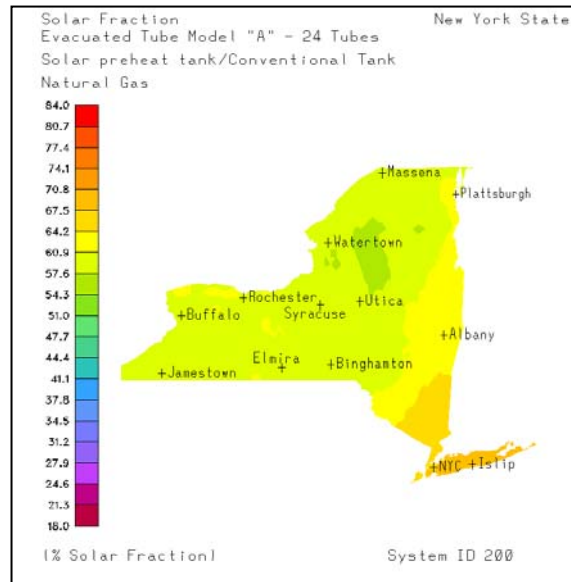 Solar Fraction New York State
Evacuated Tube Model "A" - 24 Tubes
Solar preheat tank/Conventional Tank
Natural Gas
84.0
80.7
77.4
74.1
70.8
67.5
64.2
60.9
57.6
54.3
51.0
47.7
44.4
41.1
37.8
34.5
31.2
27.9
24.6
21.3
18.0
Massena
Plattsburgh
Watertown
Rochester
Syracuse
Utica
Buffalo
Albany
Elmira
Binghamton
Jamestown
NYC
Islip
[% Solar Fraction] System ID 200